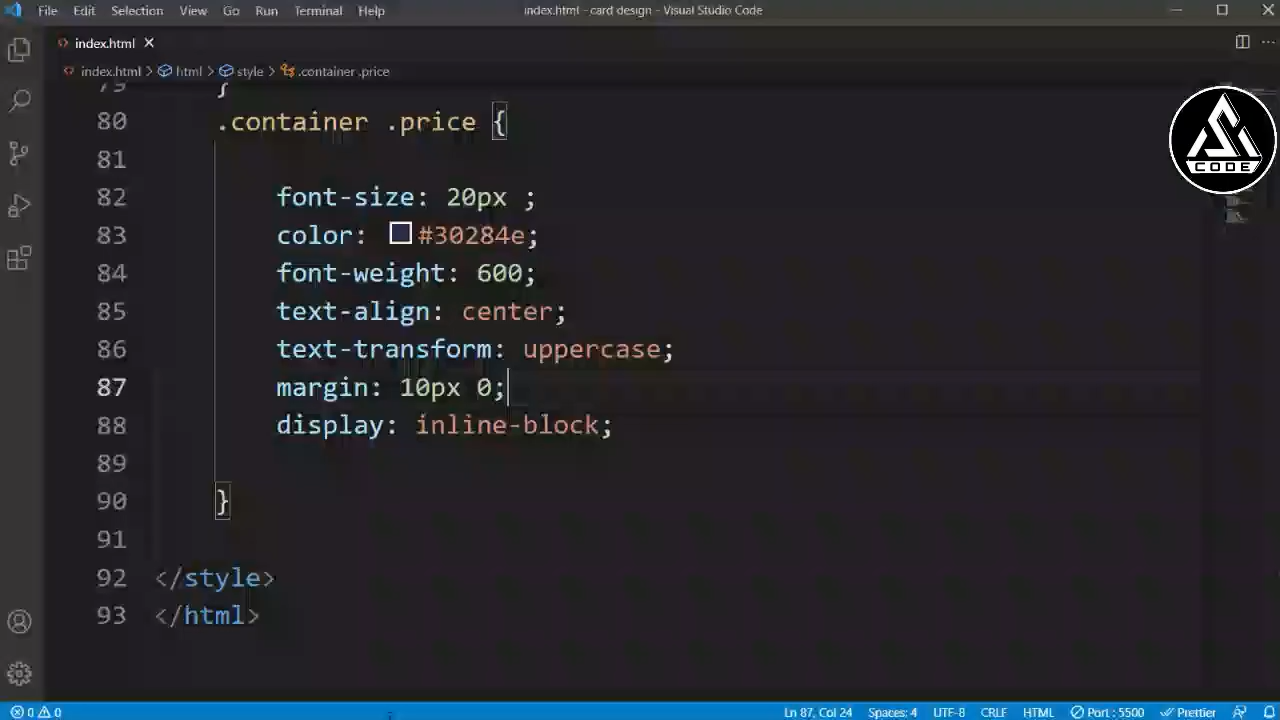 File Edit Selection View Go Run Terminal Help index.html - card design - Visual Studio Code
index.html
index.html > html > style > .container .price
79 }
80 .container .price {
81
82 font-size: 20px ;
83 color: #30284e;
84 font-weight: 600;
85 text-align: center;
86 text-transform: uppercase;
87 margin: 10px 0;
88 display: inline-block;
89
90 }
91
92 </style>
93 </html>
CODE
0 0 Ln 87, Col 24 Spaces: 4 UTF-8 CRLF HTML Port : 5500 Prettier